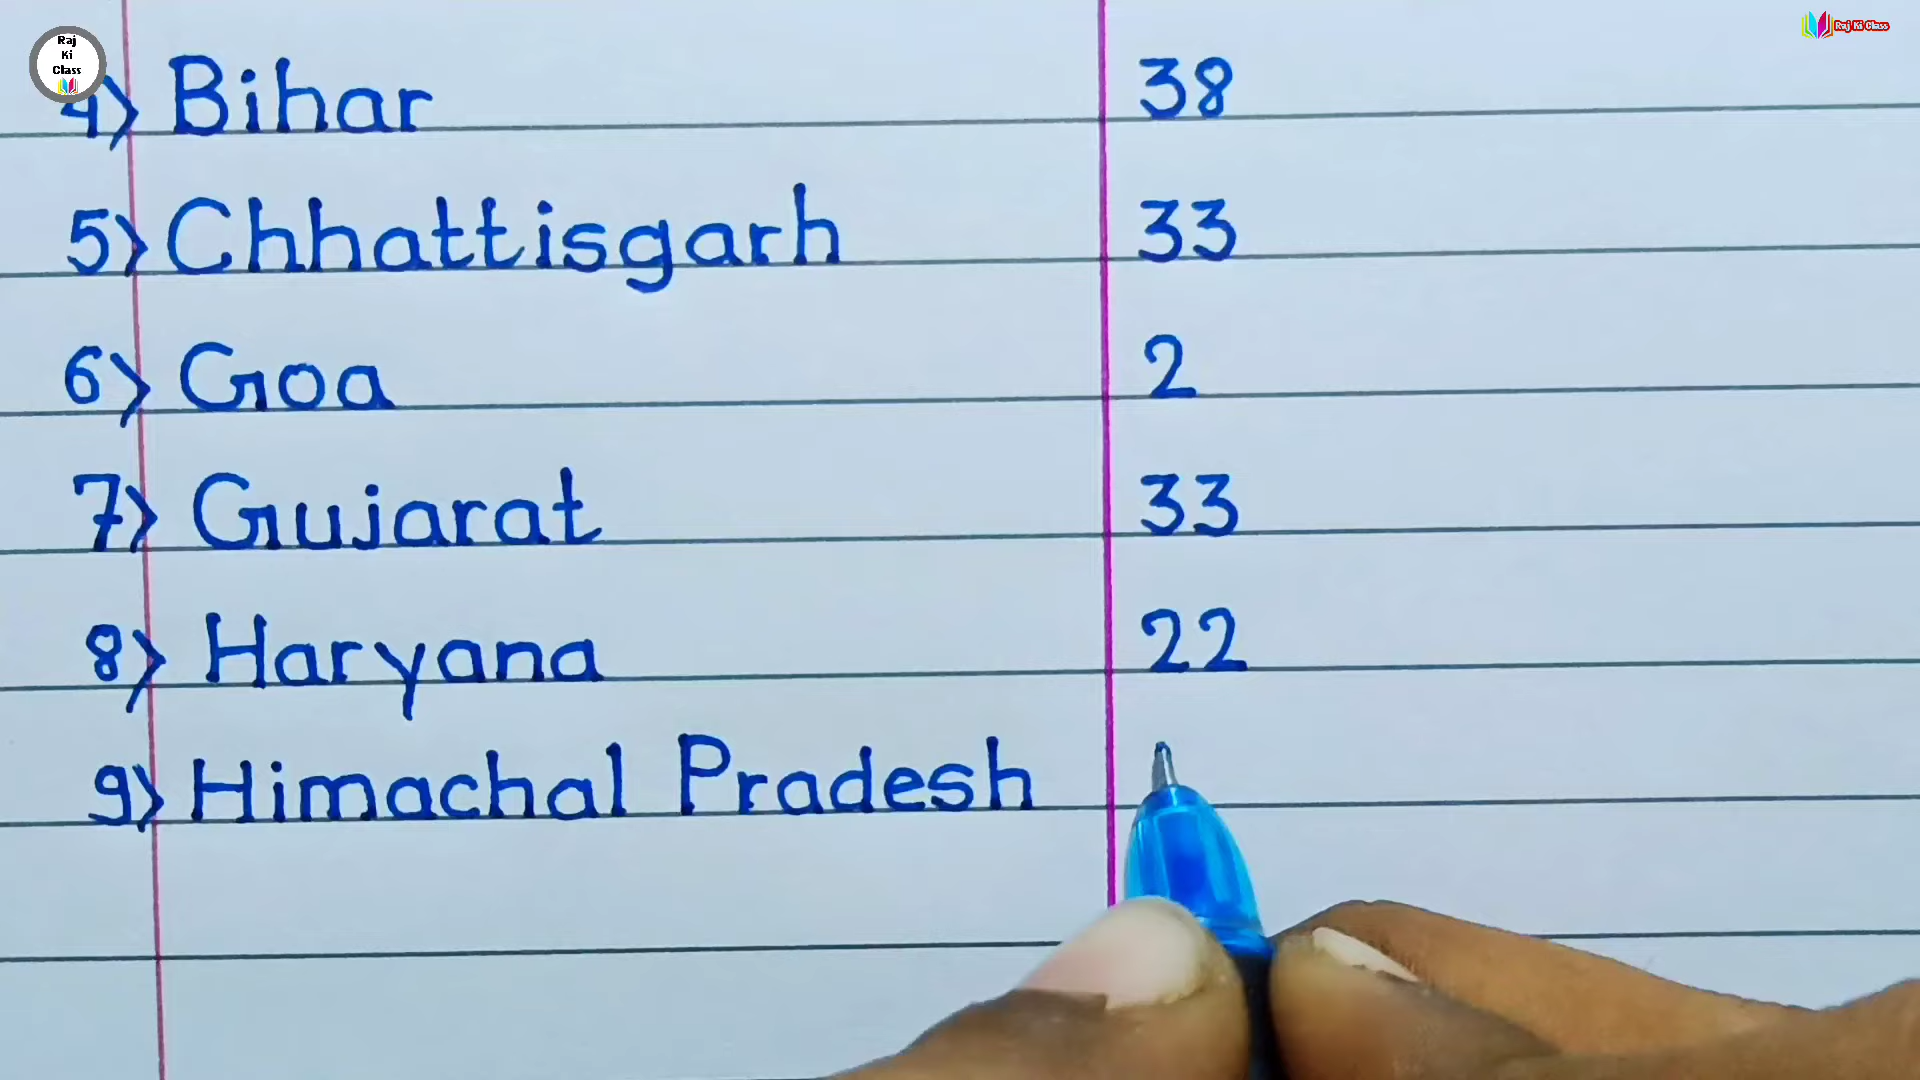 Raj
Ki
Class
Raj Ki Class
4) Bihar 38
5) Chhattisgarh 33
6) Goa 2
7) Gujarat 33
8) Haryana 22
9) Himachal Pradesh